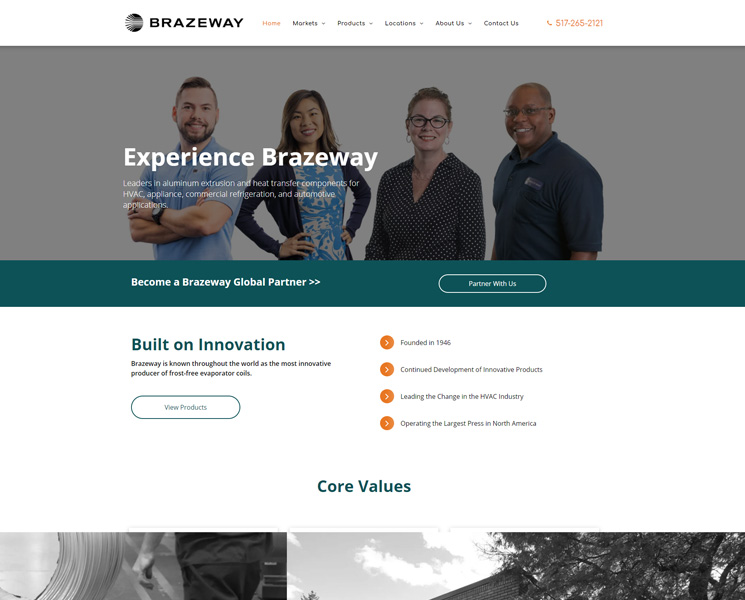 BRAZEWAY
Home Markets Products Locations About Us Contact Us
517-265-2121
Experience Brazeway
Leaders in aluminum extrusion and heat transfer components for
HVAC, appliance, commercial refrigeration, and automotive
applications.
Become a Brazeway Global Partner >>
Partner With Us
Built on Innovation
Brazeway is known throughout the world as the most innovative
producer of frost-free evaporator coils.
View Products
Founded in 1946
Continued Development of Innovative Products
Leading the Change in the HVAC Industry
Operating the Largest Press in North America
Core Values